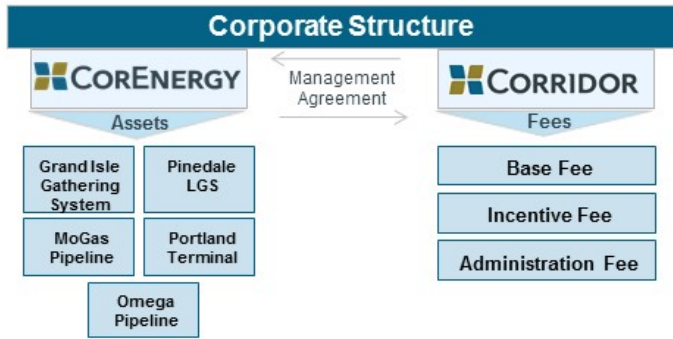 Corporate Structure
CORENERGY
Management
Agreement
CORRIDOR
Assets
Fees
Grand Isle
Gathering
System
Pinedale
LGS
MoGas
Pipeline
Portland
Terminal
Omega
Pipeline
Base Fee
Incentive Fee
Administration Fee